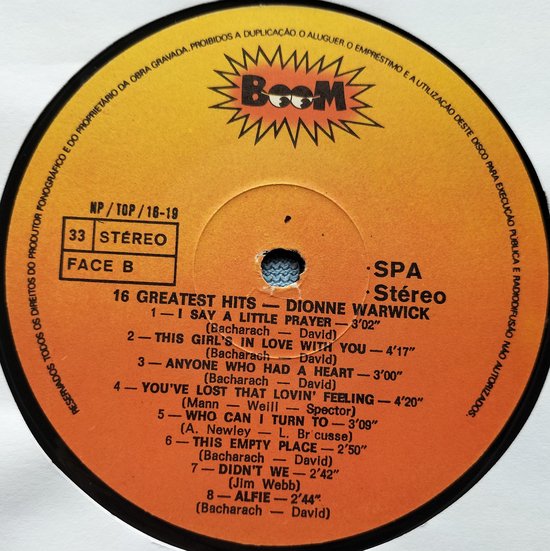 RESERVADOS TODOS OS DIREITOS DO PRODUTOR FONOGRÁFICO E DO PROPRIETÁRIO DA OBRA GRAVADA. PROIBIDOS A DUPLICAÇÃO. O ALUGUER. O EMPRÉSTIMO E A UTILIZAÇÃO DESTE DISCO PARA EXECUÇÃO PÚBLICA E RADIODIFUSÃO NÃO AUTORIZADOS.
BOOM
NP/TOP/18-19
33 STÉREO
FACE B
SPA
Stéreo
16 GREATEST HITS — DIONNE WARWICK
1 — I SAY A LITTLE PRAYER — 3'02"
(Bacharach — David)
2 — THIS GIRL'S IN LOVE WITH YOU — 4'17"
(Bacharach — David)
3 — ANYONE WHO HAD A HEART — 3'00"
(Bacharach — David)
4 — YOU'VE LOST THAT LOVIN' FEELING — 4'20"
(Mann — Weill — Spector)
5 — WHO CAN I TURN TO — 3'09"
(A. Newley — L. Br'cusse)
6 — THIS EMPTY PLACE — 2'50"
(Bacharach — David)
7 — DIDN'T WE — 2'42"
(Jim Webb)
8 — ALFIE — 2'44"
(Bacharach — David)